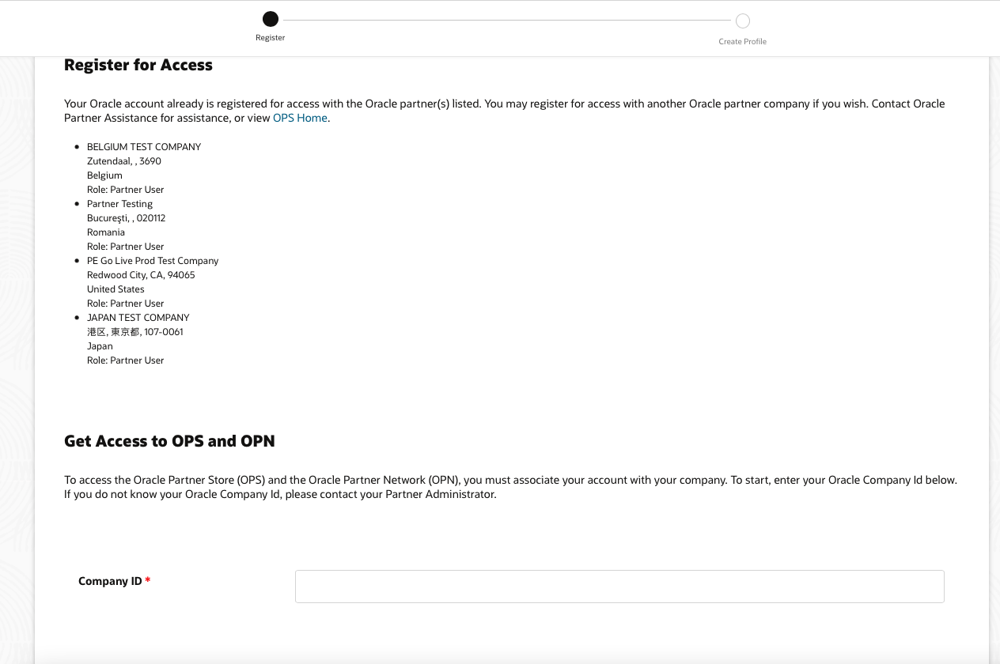 Register
Create Profile
Register for Access
Your Oracle account already is registered for access with the Oracle partner(s) listed. You may register for access with another Oracle partner company if you wish. Contact Oracle
Partner Assistance for assistance, or view OPS Home.
BELGIUM TEST COMPANY
Zutendaal, , 3690
Belgium
Role: Partner User
Partner Testing
Bucureşti, , 020112
Romania
Role: Partner User
PE Go Live Prod Test Company
Redwood City, CA, 94065
United States
Role: Partner User
JAPAN TEST COMPANY
港区, 東京都, 107-0061
Japan
Role: Partner User
Get Access to OPS and OPN
To access the Oracle Partner Store (OPS) and the Oracle Partner Network (OPN), you must associate your account with your company. To start, enter your Oracle Company Id below.
If you do not know your Oracle Company Id, please contact your Partner Administrator.
Company ID *